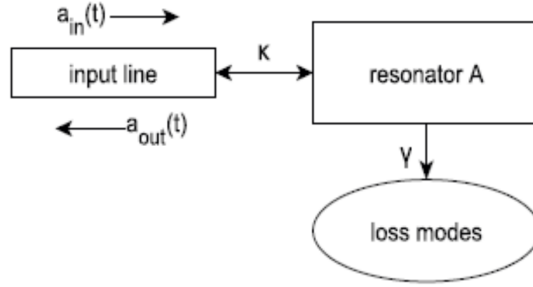 a_in(t)
input line
κ
resonator A
a_out(t)
γ
loss modes